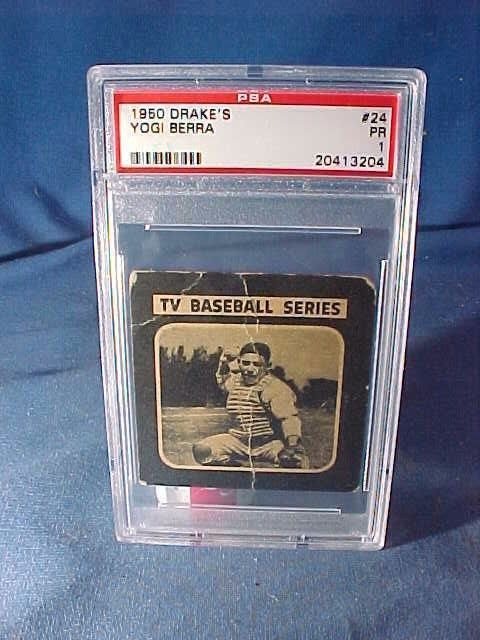 PSA
1950 DRAKE'S
#24
YOGI BERRA
PR
1
20413204
TV BASEBALL SERIES